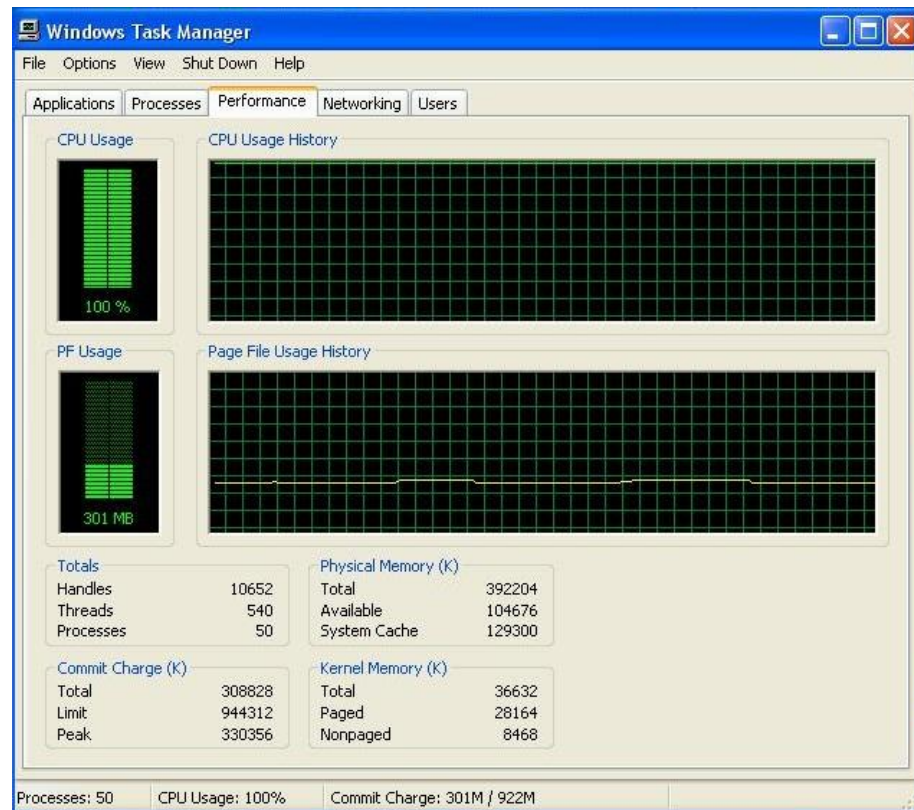 Windows Task Manager
File Options View Shut Down Help
Applications Processes Performance Networking Users
CPU Usage CPU Usage History
100 %
PF Usage Page File Usage History
301 MB
Totals
Handles 10652
Threads 540
Processes 50
Physical Memory (K)
Total 392204
Available 104676
System Cache 129300
Commit Charge (K)
Total 308828
Limit 944312
Peak 330356
Kernel Memory (K)
Total 36632
Paged 28164
Nonpaged 8468
Processes: 50 CPU Usage: 100% Commit Charge: 301M / 922M